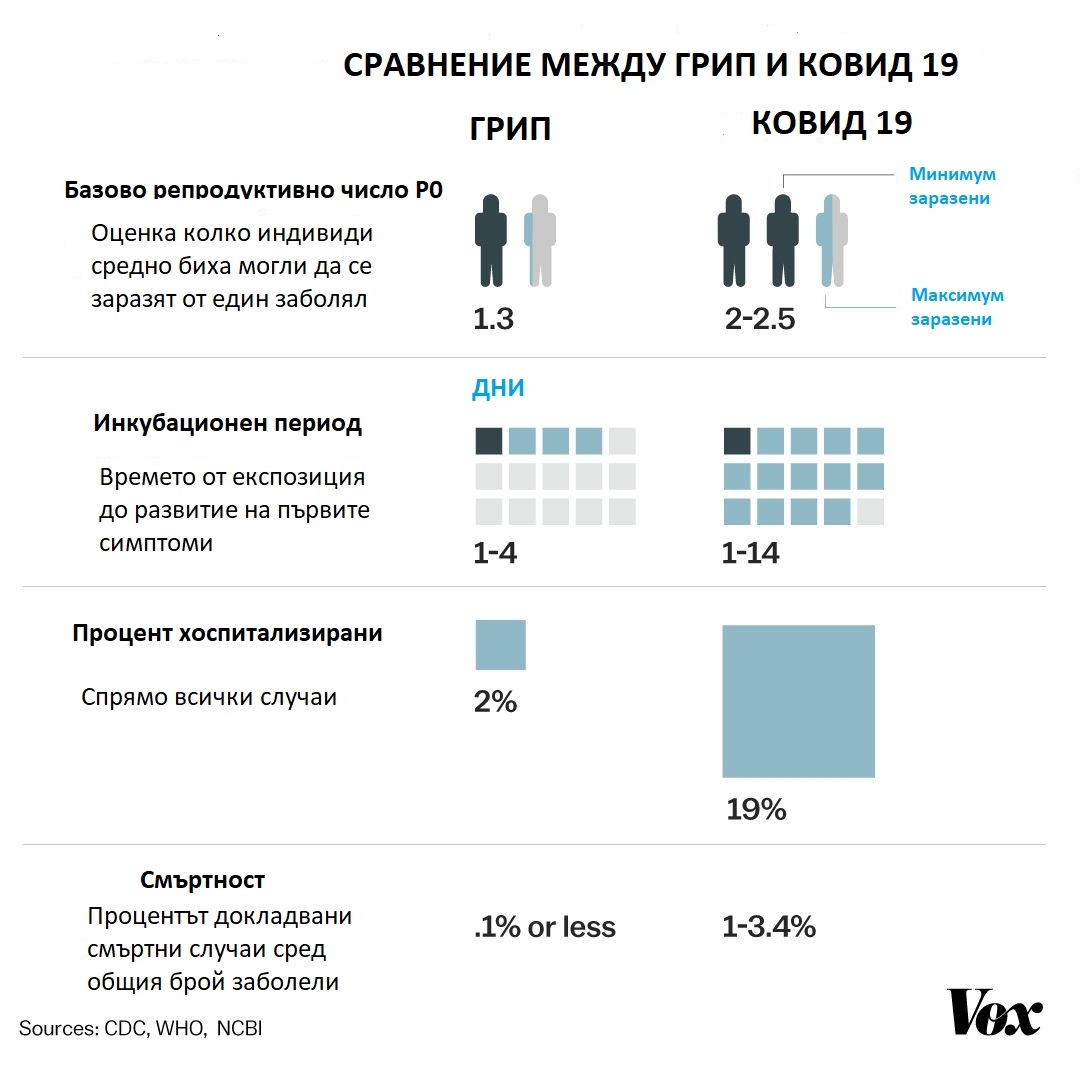 СРАВНЕНИЕ МЕЖДУ ГРИП И КОВИД 19
ГРИП
КОВИД 19
Базово репродуктивно число Р0
Оценка колко индивиди
средно биха могли да се
заразят от един заболял
1.3
2-2.5
Минимум
заразени
Максимум
заразени
ДНИ
Инкубационен период
Времето от експозиция
до развитие на първите
симптоми
1-4
1-14
Процент хоспитализирани
Спрямо всички случаи
2%
19%
Смъртност
Процентът докладвани
смъртни случаи сред
общия брой заболели
.1% or less
1-3.4%
Sources: CDC, WHO, NCBI
Vox